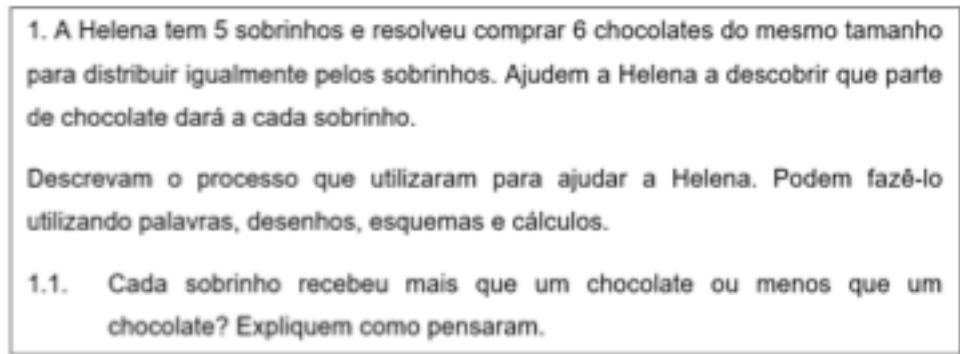 1. A Helena tem 5 sobrinhos e resolveu comprar 6 chocolates do mesmo tamanho
para distribuir igualmente pelos sobrinhos. Ajudem a Helena a descobrir que parte
de chocolate dará a cada sobrinho.
Descrevam o processo que utilizaram para ajudar a Helena. Podem fazê-lo
utilizando palavras, desenhos, esquemas e cálculos.
1.1. Cada sobrinho recebeu mais que um chocolate ou menos que um
chocolate? Expliquem como pensaram.